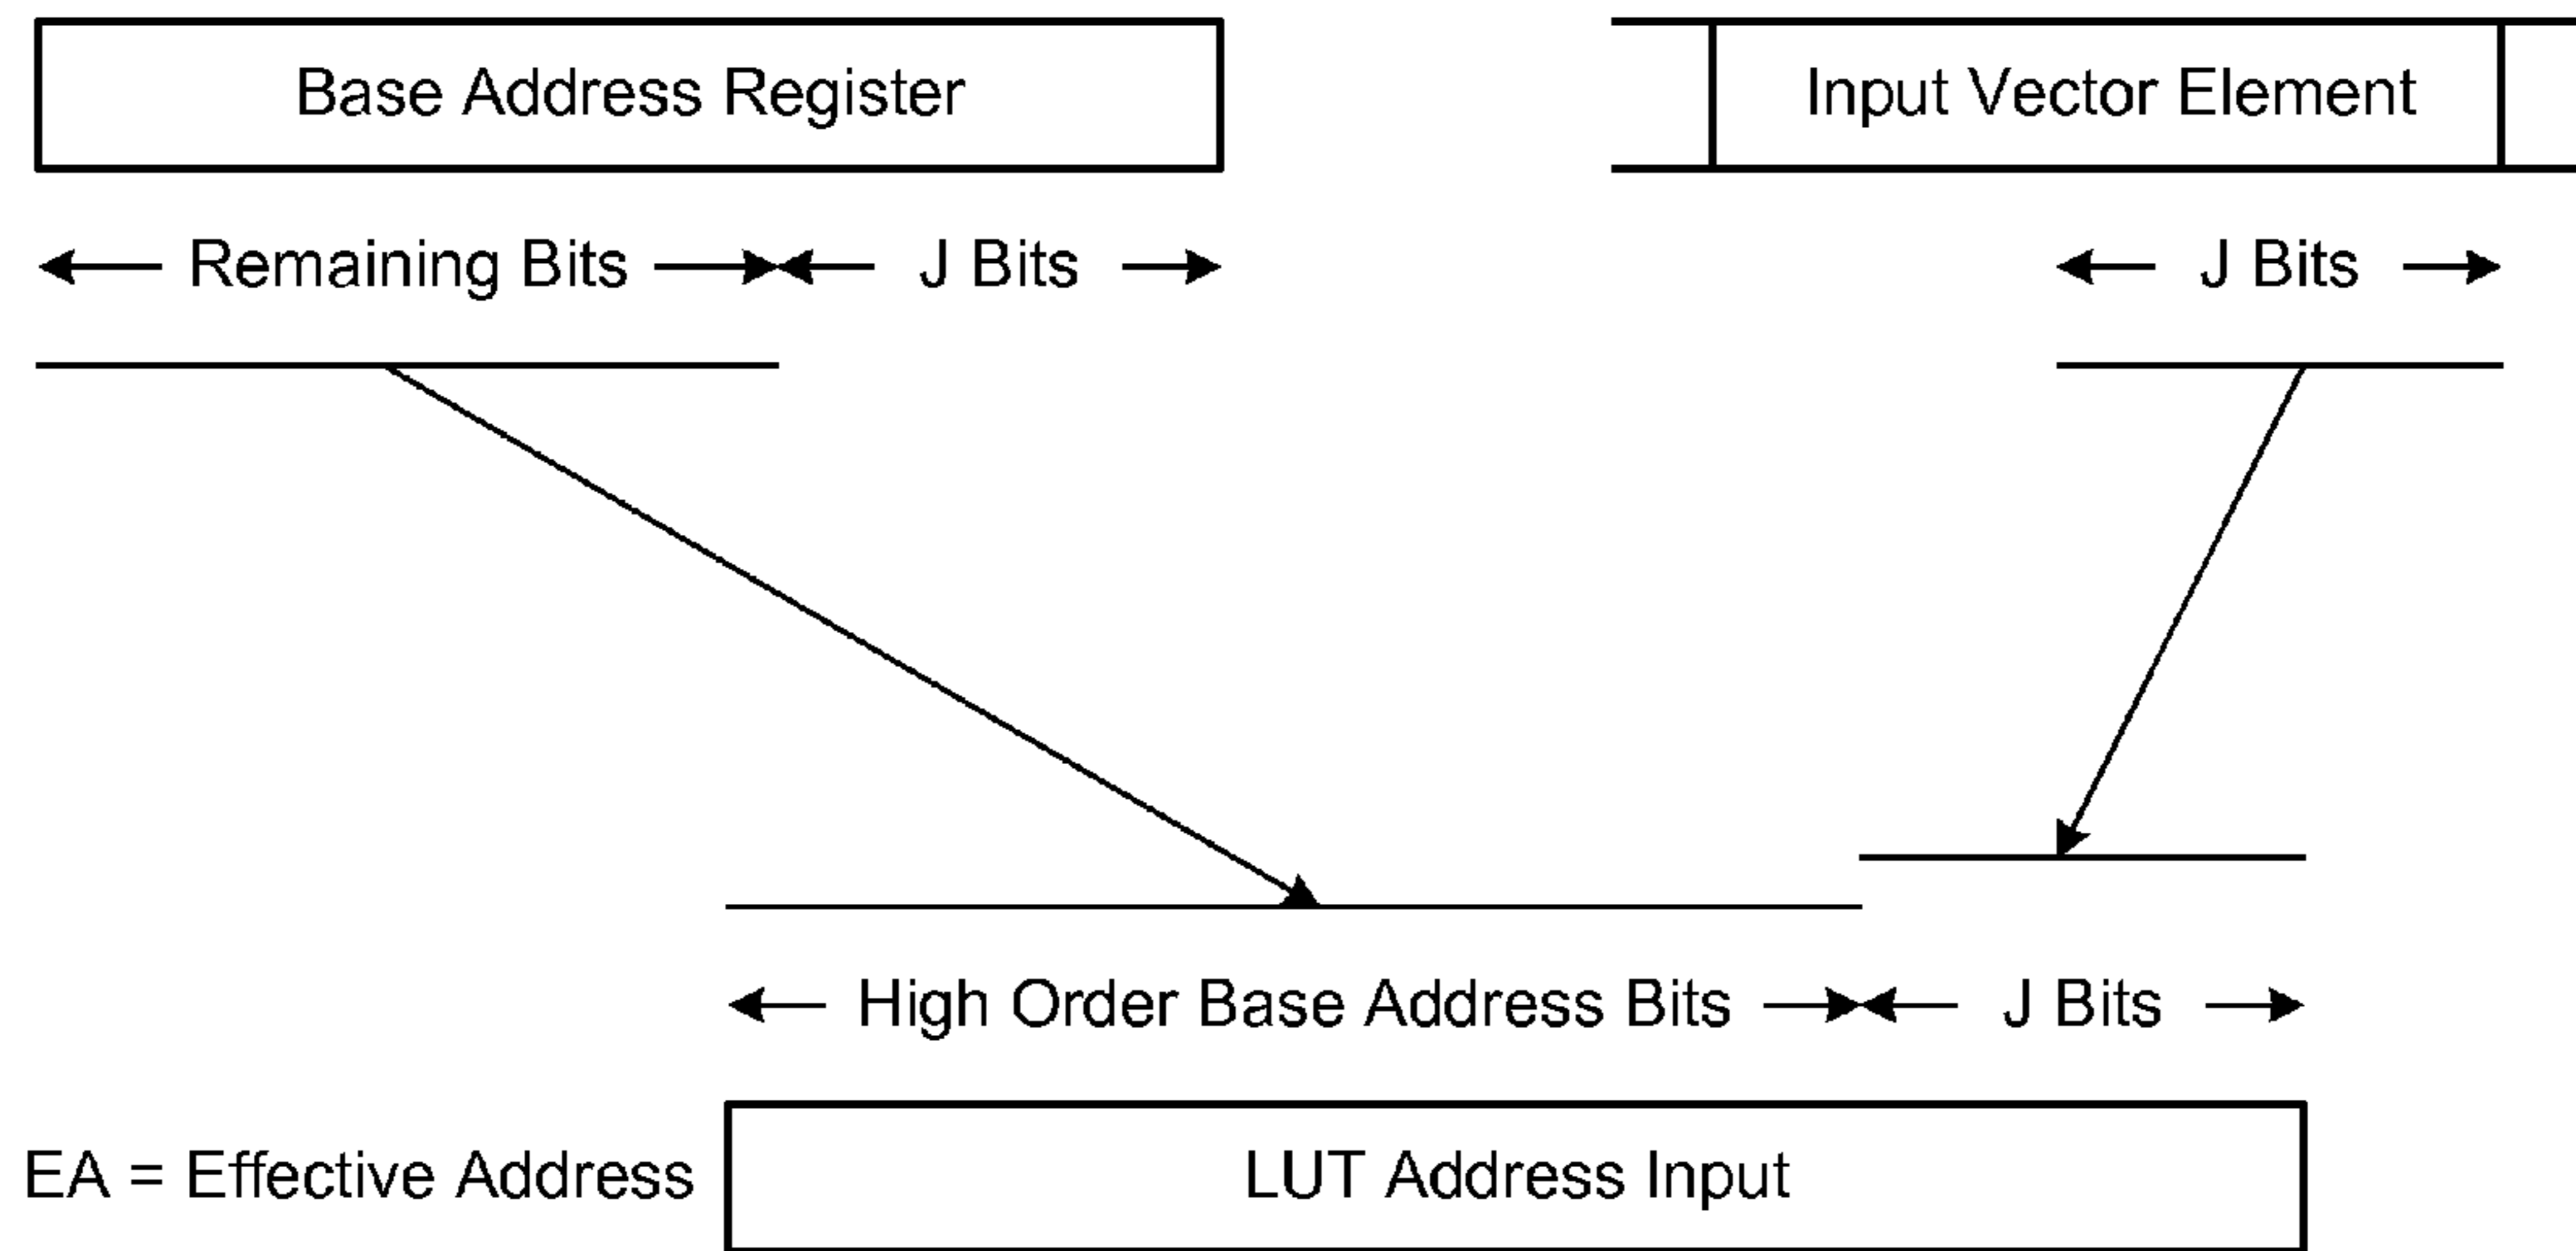 Base Address Register
Input Vector Element
Remaining Bits
J Bits
J Bits
High Order Base Address Bits
J Bits
EA = Effective Address
LUT Address Input